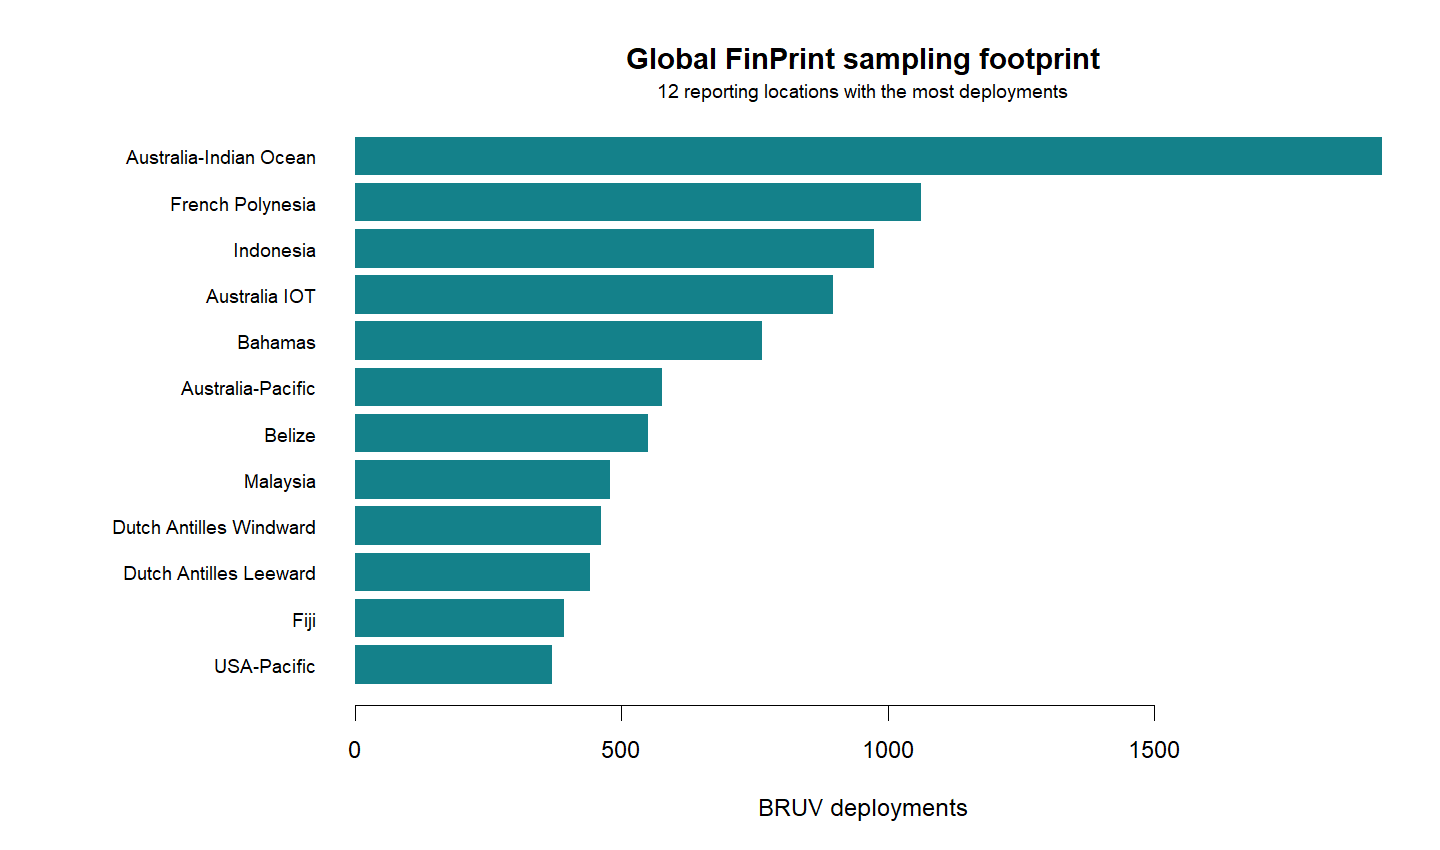 Global FinPrint sampling footprint
12 reporting locations with the most deployments
Australia-Indian Ocean
French Polynesia
Indonesia
Australia IOT
Bahamas
Australia-Pacific
Belize
Malaysia
Dutch Antilles Windward
Dutch Antilles Leeward
Fiji
USA-Pacific
0 500 1000 1500
BRUV deployments